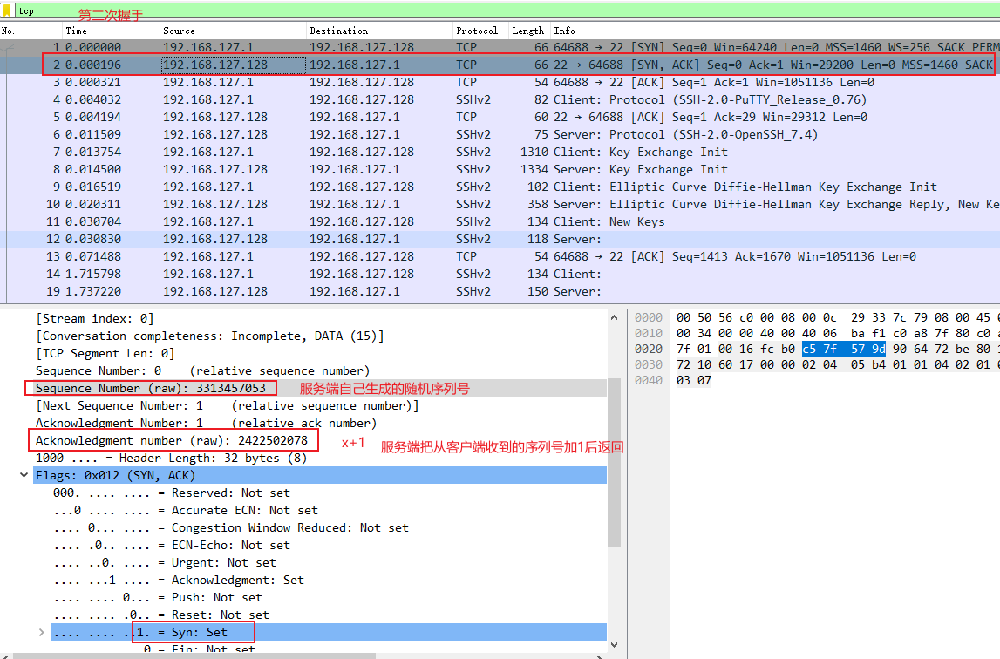 tcp
第二次握手
No. Time Source Destination Protocol Length Info
1 0.000000 192.168.127.1 192.168.127.128 TCP 66 64688 → 22 [SYN] Seq=0 Win=64240 Len=0 MSS=1460 WS=256 SACK_PERM
2 0.000196 192.168.127.128 192.168.127.1 TCP 66 22 → 64688 [SYN, ACK] Seq=0 Ack=1 Win=29200 Len=0 MSS=1460 SACK_
3 0.000321 192.168.127.1 192.168.127.128 TCP 54 64688 → 22 [ACK] Seq=1 Ack=1 Win=1051136 Len=0
4 0.004032 192.168.127.1 192.168.127.128 SSHv2 82 Client: Protocol (SSH-2.0-PuTTY_Release_0.76)
5 0.004194 192.168.127.128 192.168.127.1 TCP 60 22 → 64688 [ACK] Seq=1 Ack=29 Win=29312 Len=0
6 0.011509 192.168.127.128 192.168.127.1 SSHv2 75 Server: Protocol (SSH-2.0-OpenSSH_7.4)
7 0.013754 192.168.127.1 192.168.127.128 SSHv2 1310 Client: Key Exchange Init
8 0.014500 192.168.127.128 192.168.127.1 SSHv2 1334 Server: Key Exchange Init
9 0.016519 192.168.127.1 192.168.127.128 SSHv2 102 Client: Elliptic Curve Diffie-Hellman Key Exchange Init
10 0.020311 192.168.127.128 192.168.127.1 SSHv2 358 Server: Elliptic Curve Diffie-Hellman Key Exchange Reply, New Ke
11 0.030704 192.168.127.1 192.168.127.128 SSHv2 134 Client: New Keys
12 0.030830 192.168.127.128 192.168.127.1 SSHv2 118 Server:
13 0.071488 192.168.127.1 192.168.127.128 TCP 54 64688 → 22 [ACK] Seq=1413 Ack=1670 Win=1051136 Len=0
14 1.715798 192.168.127.1 192.168.127.128 SSHv2 134 Client:
19 1.737220 192.168.127.128 192.168.127.1 SSHv2 150 Server:
[Stream index: 0]
[Conversation completeness: Incomplete, DATA (15)]
[TCP Segment Len: 0]
Sequence Number: 0 (relative sequence number)
Sequence Number (raw): 3313457053 服务端自己生成的随机序列号
[Next Sequence Number: 1 (relative sequence number)]
Acknowledgment Number: 1 (relative ack number)
Acknowledgment number (raw): 2422502078 x+1 服务端把从客户端收到的序列号加1后返回
1000 .... = Header Length: 32 bytes (8)
Flags: 0x012 (SYN, ACK)
000. .... .... = Reserved: Not set
...0 .... .... = Accurate ECN: Not set
.... 0... .... = Congestion Window Reduced: Not set
.... .0.. .... = ECN-Echo: Not set
.... ..0. .... = Urgent: Not set
.... ...1 .... = Acknowledgment: Set
.... .... 0... = Push: Not set
.... .... .0.. = Reset: Not set
.... .... ..1. = Syn: Set
0 = Fin: Not set
0000 00 50 56 c0 00 08 00 0c 29 33 7c 79 08 00 45
0010 00 34 00 00 40 00 40 06 ba f1 c0 a8 7f 80 c0
0020 7f 01 00 16 fc b0 c5 7f 57 9d 90 64 72 be 80
0030 72 10 60 17 00 00 02 04 05 b4 01 01 04 02 01
0040 03 07